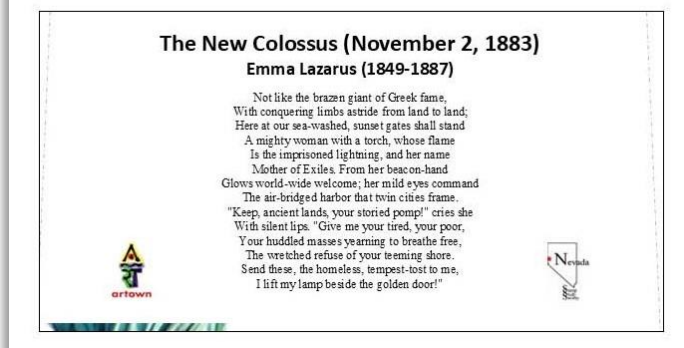 The New Colossus (November 2, 1883)
Emma Lazarus (1849-1887)
Not like the brazen giant of Greek fame,
With conquering limbs astride from land to land;
Here at our sea-washed, sunset gates shall stand
A mighty woman with a torch, whose flame
Is the imprisoned lightning, and her name
Mother of Exiles. From her beacon-hand
Glows world-wide welcome; her mild eyes command
The air-bridged harbor that twin cities frame.
"Keep, ancient lands, your storied pomp!" cries she
With silent lips. "Give me your tired, your poor,
Your huddled masses yearning to breathe free,
The wretched refuse of your teeming shore.
Send these, the homeless, tempest-tost to me,
I lift my lamp beside the golden door!"
artown
Nevada